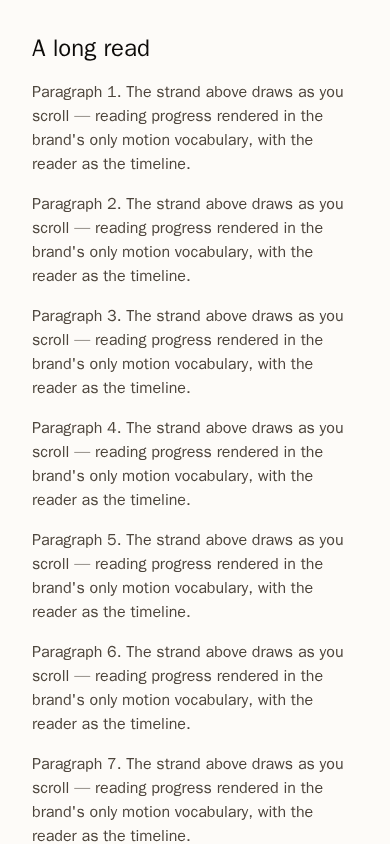 A long read
Paragraph 1. The strand above draws as you
scroll — reading progress rendered in the
brand's only motion vocabulary, with the
reader as the timeline.
Paragraph 2. The strand above draws as you
scroll — reading progress rendered in the
brand's only motion vocabulary, with the
reader as the timeline.
Paragraph 3. The strand above draws as you
scroll — reading progress rendered in the
brand's only motion vocabulary, with the
reader as the timeline.
Paragraph 4. The strand above draws as you
scroll — reading progress rendered in the
brand's only motion vocabulary, with the
reader as the timeline.
Paragraph 5. The strand above draws as you
scroll — reading progress rendered in the
brand's only motion vocabulary, with the
reader as the timeline.
Paragraph 6. The strand above draws as you
scroll — reading progress rendered in the
brand's only motion vocabulary, with the
reader as the timeline.
Paragraph 7. The strand above draws as you
scroll — reading progress rendered in the
brand's only motion vocabulary, with the
reader as the timeline.